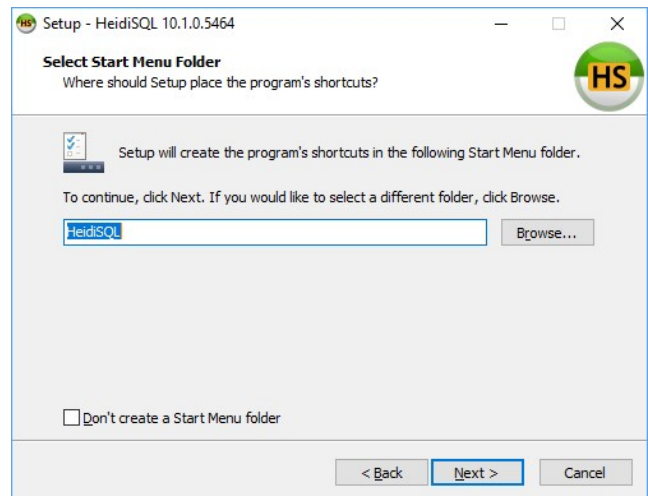 Setup - HeidiSQL 10.1.0.5464
Select Start Menu Folder
Where should Setup place the program's shortcuts?
HS
Setup will create the program's shortcuts in the following Start Menu folder.
To continue, click Next. If you would like to select a different folder, click Browse.
HeidiSQL
Browse...
Don't create a Start Menu folder
< Back
Next >
Cancel